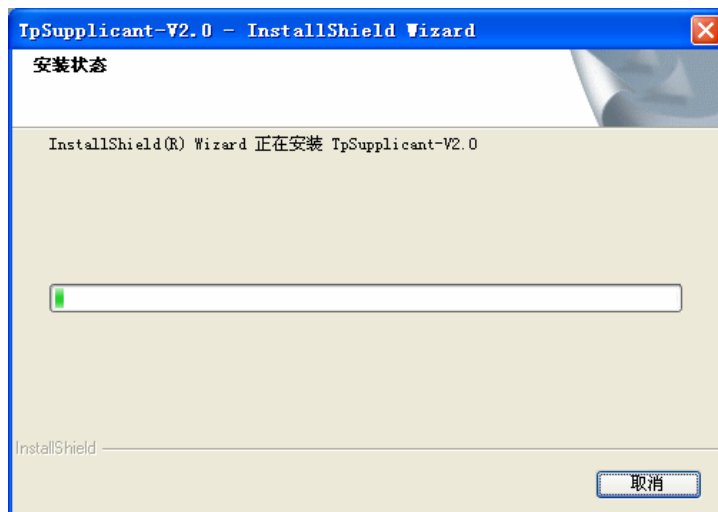 TpSupplicant-V2.0 - InstallShield Wizard
安装状态
InstallShield(R) Wizard 正在安装 TpSupplicant-V2.0
InstallShield
取消